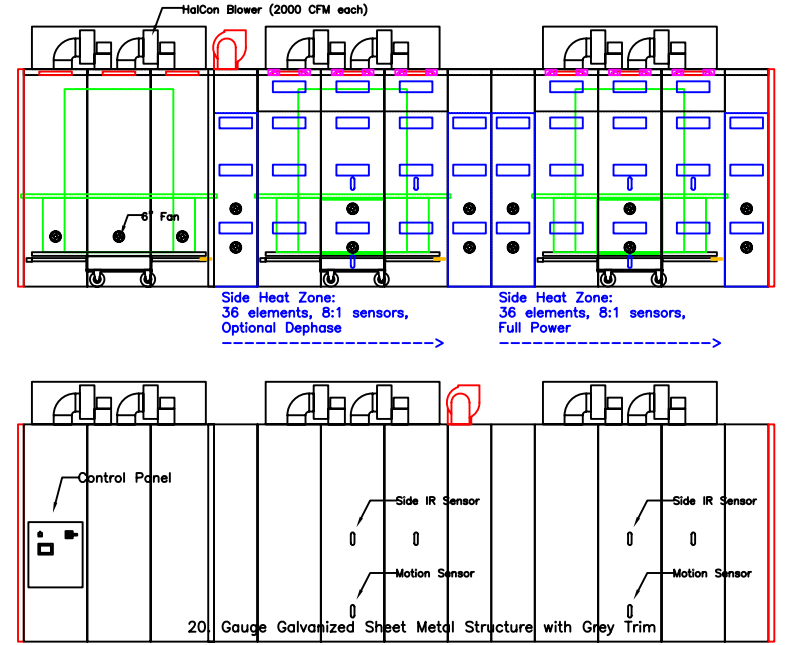 HalCon Blower (2000 CFM each)
6" Fan
Side Heat Zone:
36 elements, 8:1 sensors,
Optional Dephase
------------------------>
Side Heat Zone:
36 elements, 8:1 sensors,
Full Power
------------------------>
Control Panel
Side IR Sensor
Side IR Sensor
Motion Sensor
Motion Sensor
20. Gauge Galvanized Sheet Metal Structure with Grey Trim